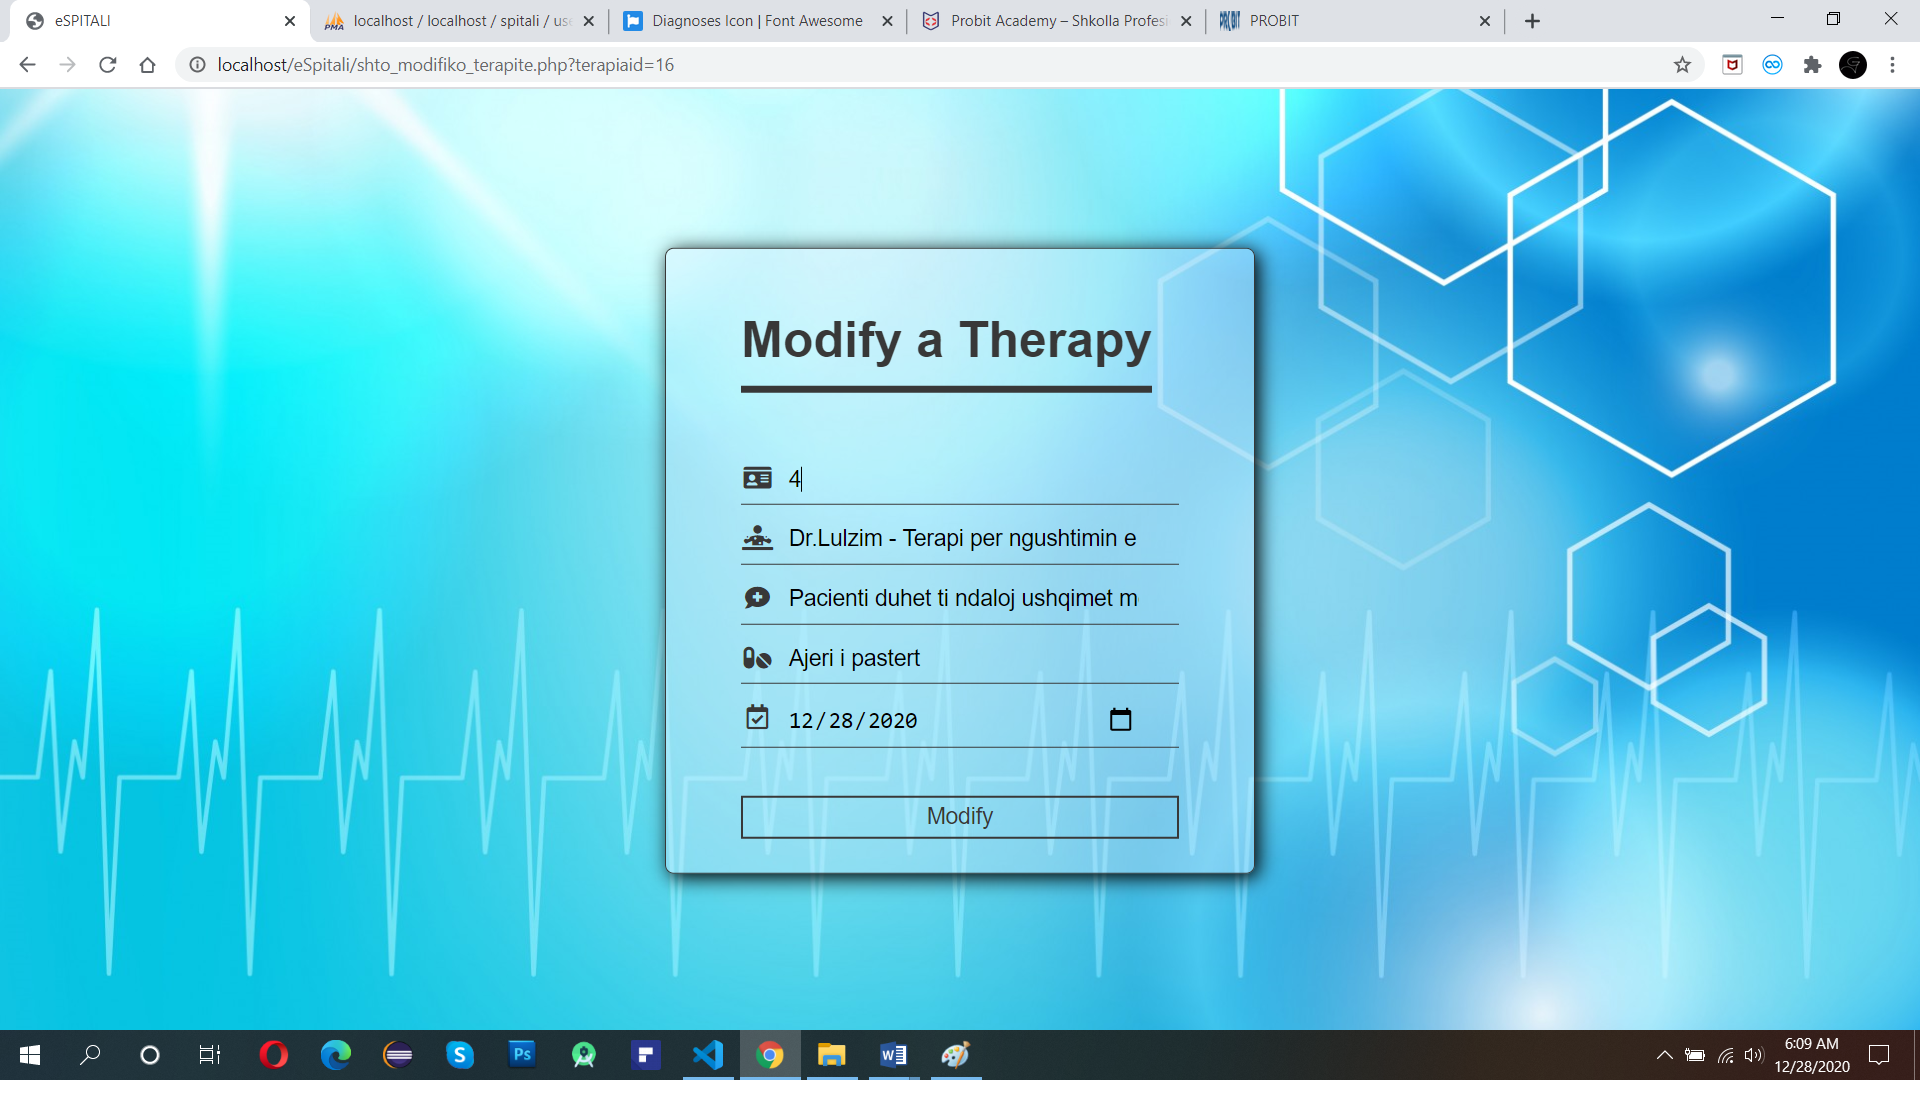 eSPITALI
localhost / localhost / spitali / use
Diagnoses Icon | Font Awesome
Probit Academy – Shkolla Profesi
PROBIT
localhost/eSpitali/shto_modifiko_terapite.php?terapiaid=16
Modify a Therapy
4
Dr.Lulzim - Terapi per ngushtimin e
Pacienti duhet ti ndaloj ushqimet m
Ajeri i pastert
12/28/2020
Modify
6:09 AM
12/28/2020